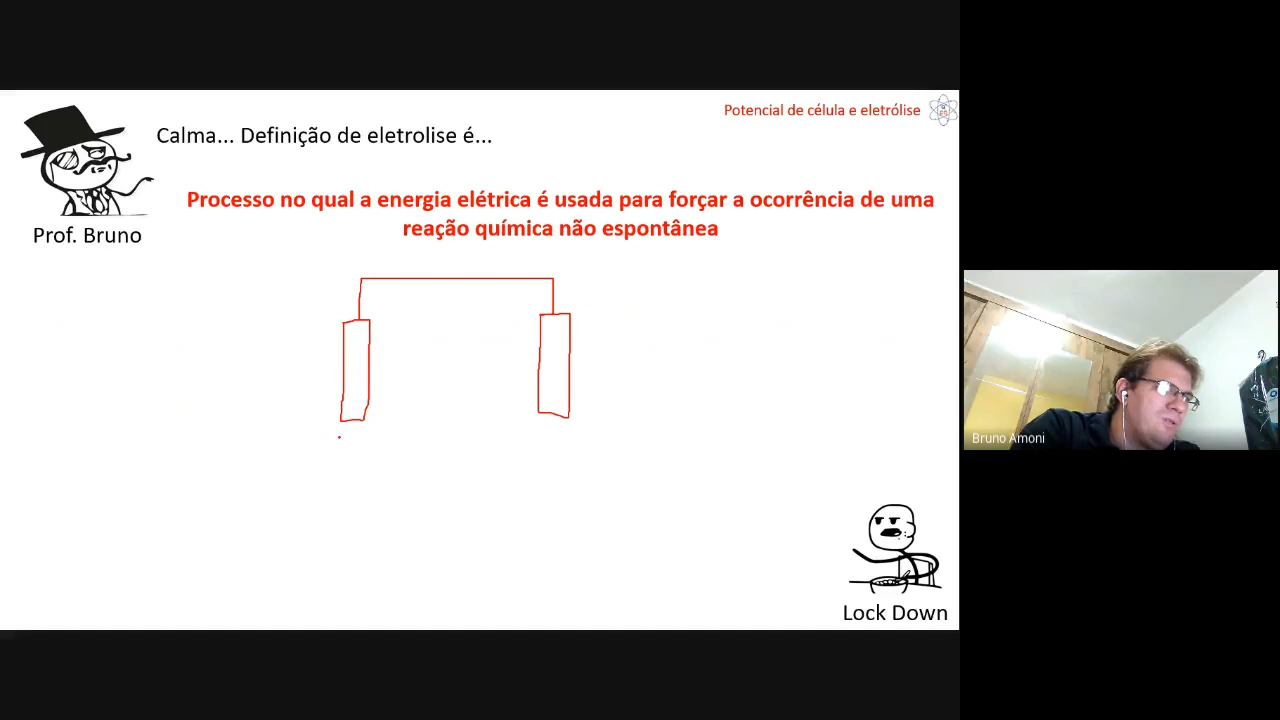 Potencial de célula e eletrólise
Calma... Definição de eletrolise é...
Processo no qual a energia elétrica é usada para forçar a ocorrência de uma
reação química não espontânea
Prof. Bruno
Bruno Amoni
Lock Down